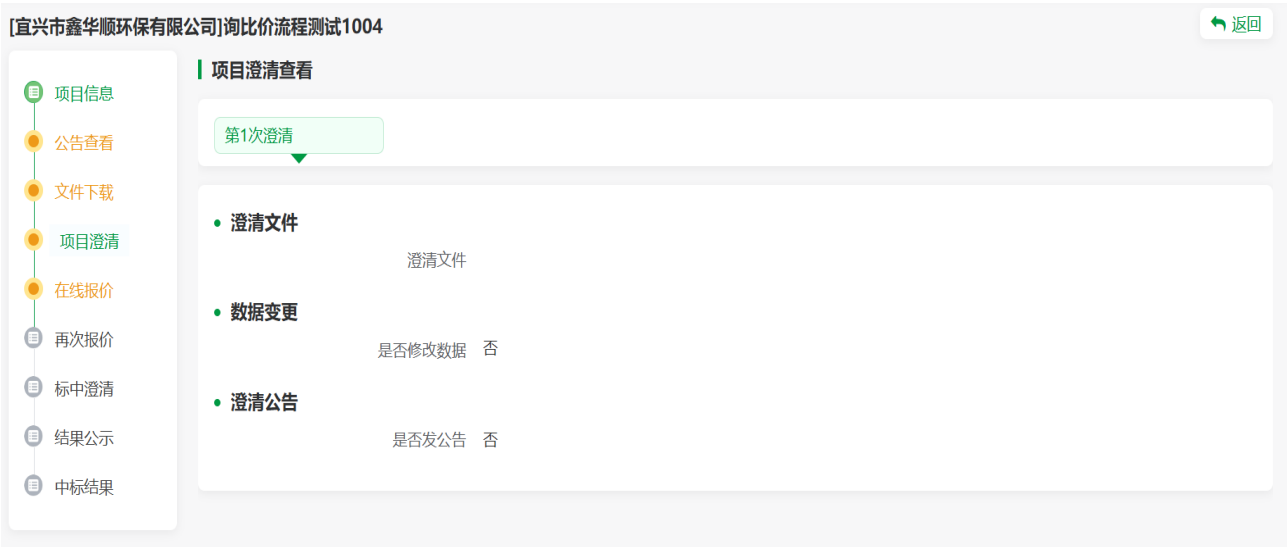 [宜兴市鑫华顺环保有限公司]询比价流程测试1004
返回
项目信息
公告查看
文件下载
项目澄清
在线报价
再次报价
标中澄清
结果公示
中标结果
项目澄清查看
第1次澄清
澄清文件
澄清文件
数据变更
是否修改数据 否
澄清公告
是否发公告 否